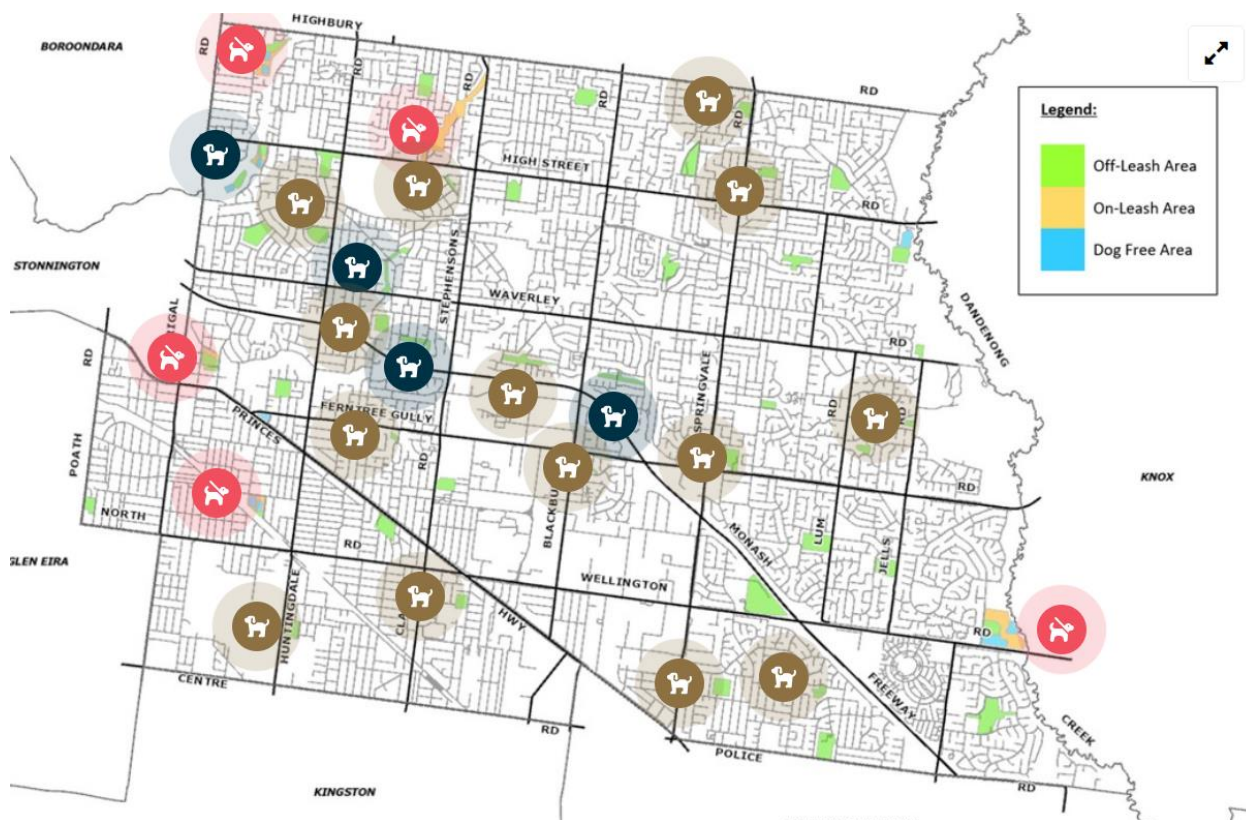 HIGHBURY
BOROONDARA
RD
RD
RD
RD
RD
RD
Legend:
Off-Leash Area
On-Leash Area
Dog Free Area
HIGH STREET
RD
STONNINGTON
STEPHENSONS
WAVERLEY
DANDENONG
RD
RD
SPRINGVALE
RD
RD
FERNTREE GULLY
PRINCES
POATH
RD
KNOX
RD
NORTH
RD
MONASH
LUM
JELLS
GLEN EIRA
WELLINGTON
HUNTINGDALE
HWY
RD
CENTRE
FREEWAY
CREEK
RD
POLICE
RD
KINGSTON